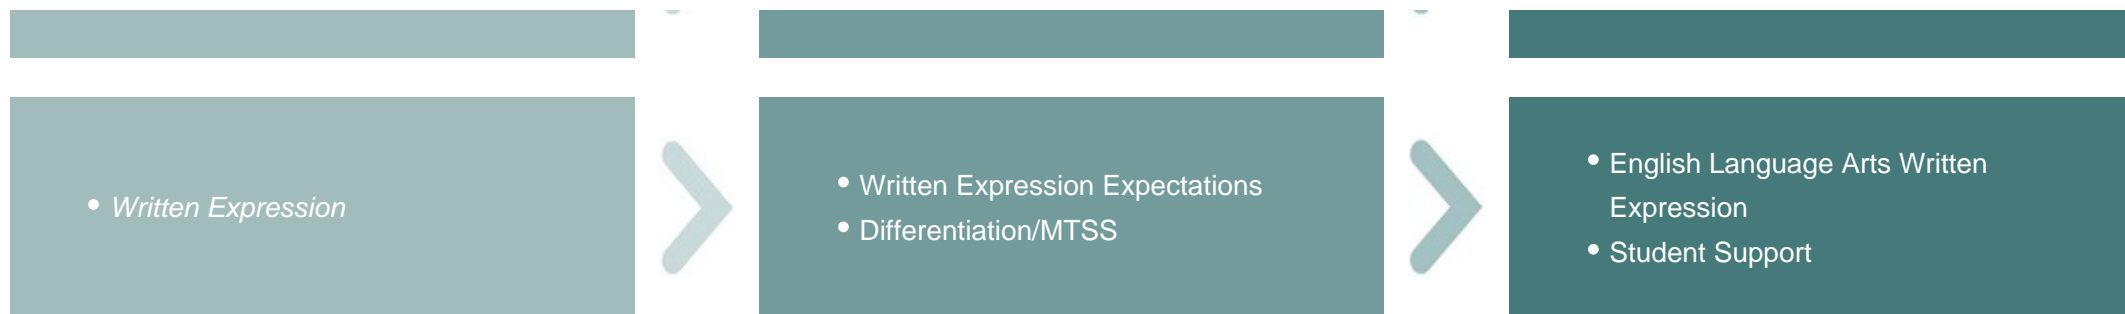 • Written Expression
• Written Expression Expectations
• Differentiation/MTSS
• English Language Arts Written
Expression
• Student Support